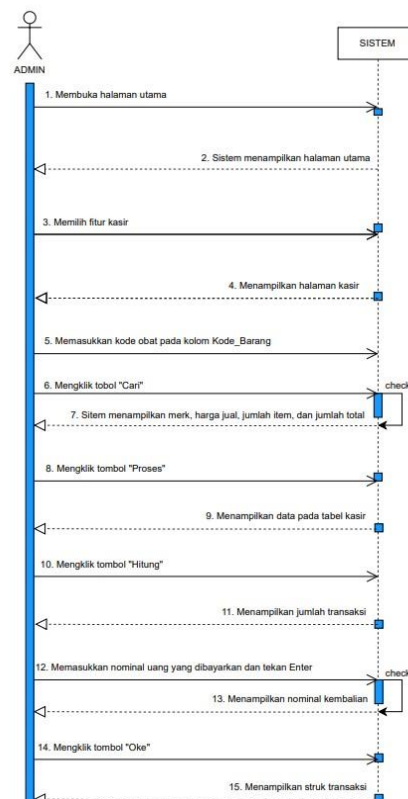 SISTEM
ADMIN
1. Membuka halaman utama
2. Sistem menampilkan halaman utama
3. Memilih fitur kasir
4. Menampilkan halaman kasir
5. Memasukkan kode obat pada kolom Kode_Barang
6. Mengklik tobol "Cari"
check
7. Sitem menampilkan merk, harga jual, jumlah item, dan jumlah total
8. Mengklik tombol "Proses"
9. Menampilkan data pada tabel kasir
10. Mengklik tombol "Hitung"
11. Menampilkan jumlah transaksi
12. Memasukkan nominal uang yang dibayarkan dan tekan Enter
check
13. Menampilkan nominal kembalian
14. Mengklik tombol "Oke"
15. Menampilkan struk transaksi